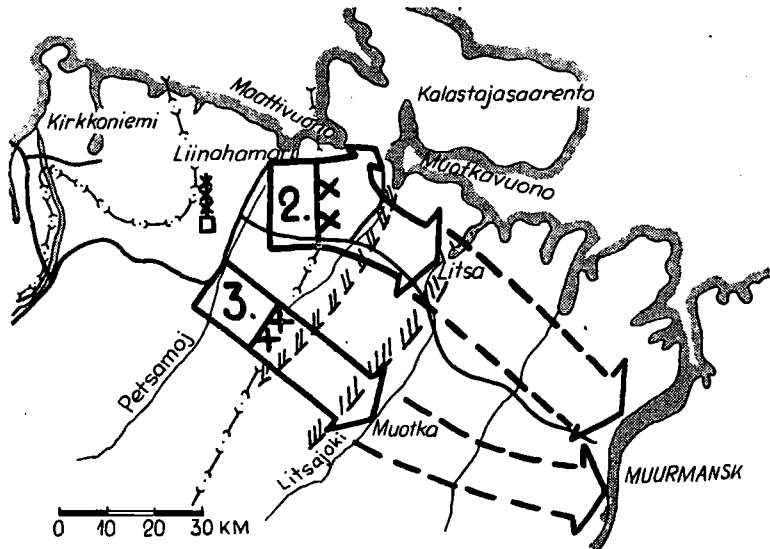 Kalastajasaarento
Maattivuono
Kirkkoniemi
Liinahamari
Muotkavuono
2.
Litsa
3.
Petsamoj
Muotka
Litsajoki
MUURMANSK
0 10 20 30 KM